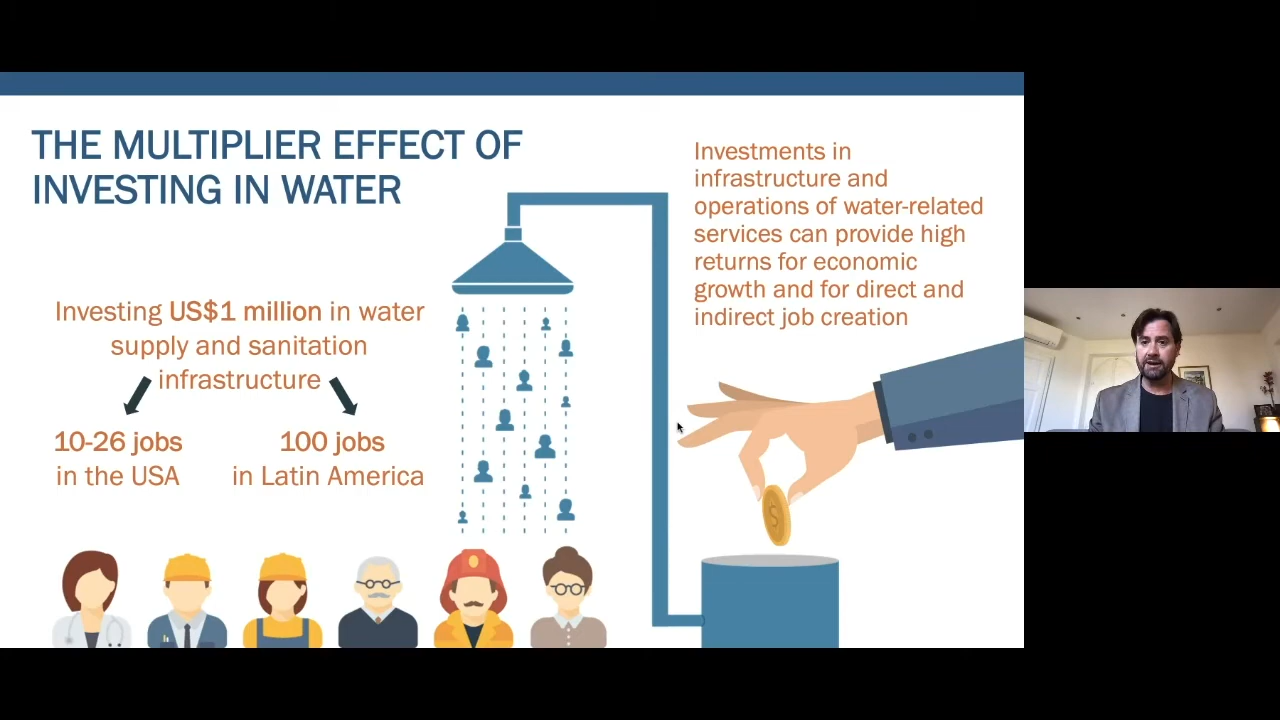 THE MULTIPLIER EFFECT OF
INVESTING IN WATER
Investing US$1 million in water
supply and sanitation
infrastructure
10-26 jobs
in the USA
100 jobs
in Latin America
Investments in
infrastructure and
operations of water-related
services can provide high
returns for economic
growth and for direct and
indirect job creation
$